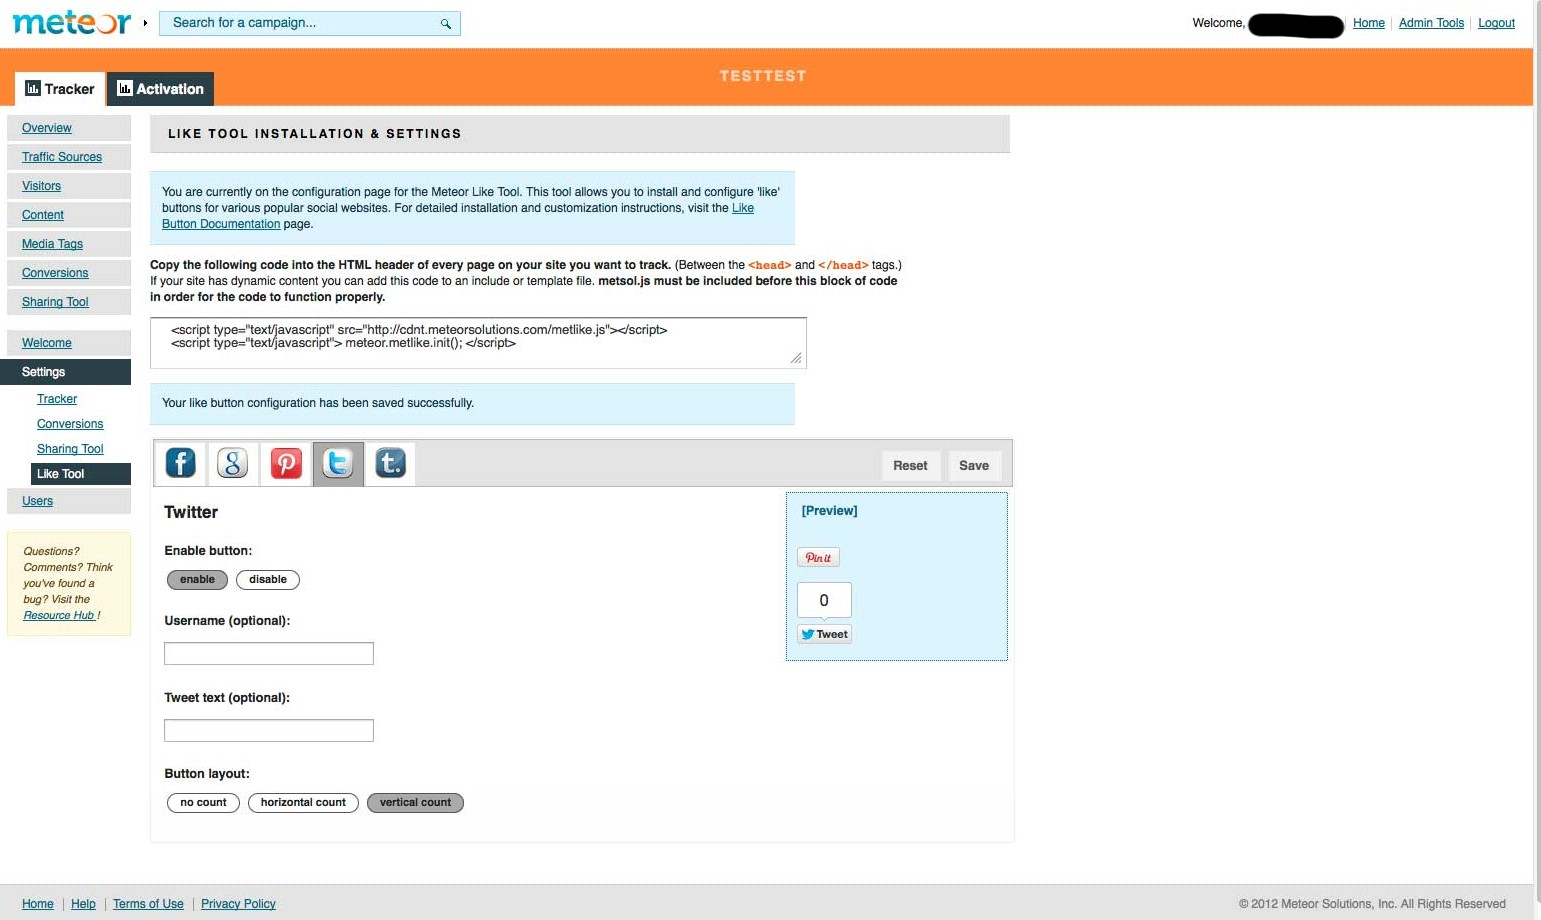 meteor
Search for a campaign...
Welcome,
Home
Admin Tools
Logout
TESTTEST
Tracker
Activation
Overview
Traffic Sources
Visitors
Content
Media Tags
Conversions
Sharing Tool
Welcome
Settings
Tracker
Conversions
Sharing Tool
Like Tool
Users
Questions?
Comments? Think
you've found a
bug? Visit the
Resource Hub !
LIKE TOOL INSTALLATION & SETTINGS
You are currently on the configuration page for the Meteor Like Tool. This tool allows you to install and configure 'like'
buttons for various popular social websites. For detailed installation and customization instructions, visit the Like
Button Documentation page.
Copy the following code into the HTML header of every page on your site you want to track. (Between the <head> and </head> tags.)
If your site has dynamic content you can add this code to an include or template file. metsol.js must be included before this block of code
in order for the code to function properly.
<script type="text/javascript" src="http://cdnt.meteorsolutions.com/metlike.js"></script>
<script type="text/javascript"> meteor.metlike.init(); </script>
Your like button configuration has been saved successfully.
Reset
Save
Twitter
Enable button:
enable
disable
Username (optional):
Tweet text (optional):
Button layout:
no count
horizontal count
vertical count
[Preview]
Pin it
0
Tweet
Home
Help
Terms of Use
Privacy Policy
© 2012 Meteor Solutions, Inc. All Rights Reserved